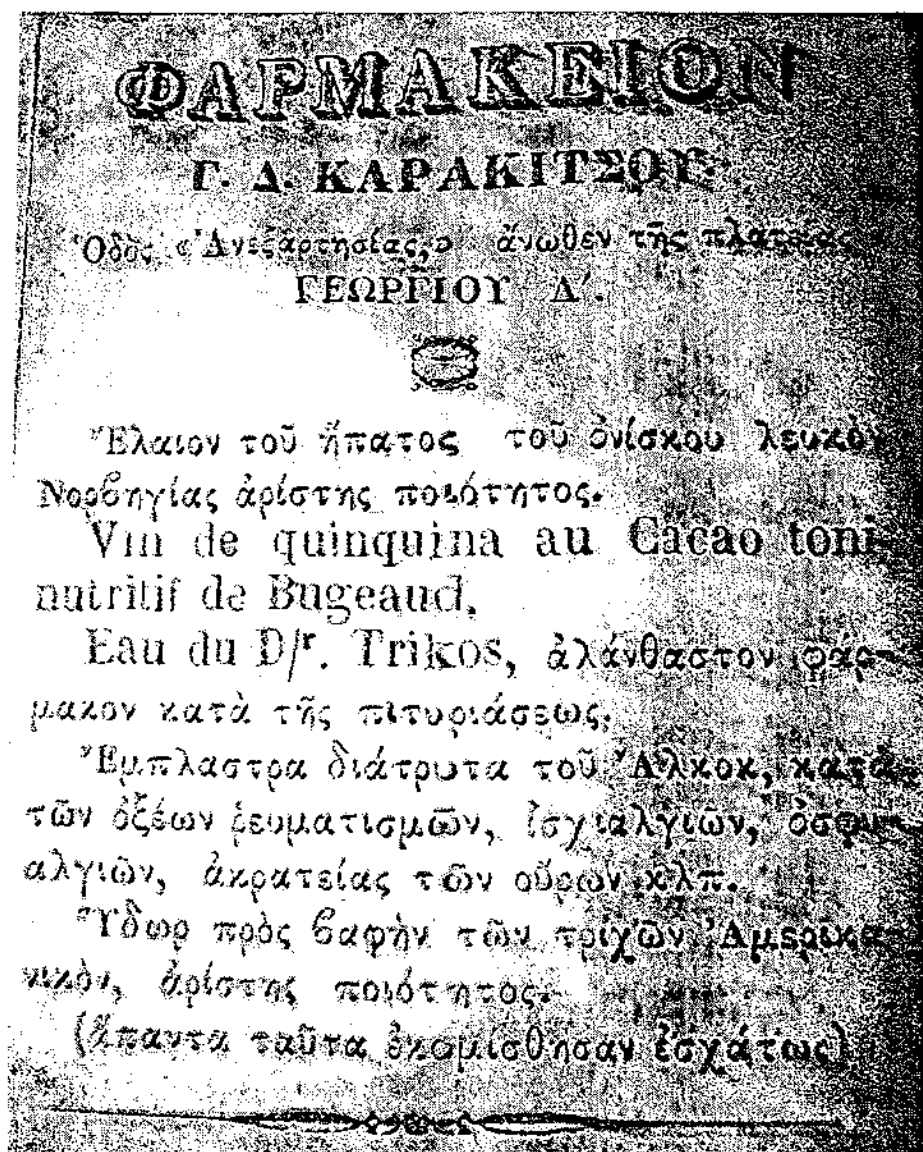 ΦΑΡΜΑΚΕΙΟΝ
Γ. Δ. ΚΑΡΑΚΙΤΣΟΥ
Ὁδὸς «Ἀνεξαρτησίας,» ἄνωθεν τῆς πλατείας
ΓΕΩΡΓΙΟΥ Δ΄.
Ἔλαιον τοῦ ἥπατος τοῦ ὀνίσκου λευκὸν
Νορβηγίας ἀρίστης ποιότητος.
Vin de quinquina au Cacao toni-
nutritif de Bugeaud.
Eau du D/r. Trikos, ἀλάνθαστον φάρ-
μακον κατὰ τῆς πιτυριάσεως.
Ἔμπλαστρα διάτρωτα τοῦ Ἄλκοκ, κατὰ
τῶν ὀξέων ῥευματισμῶν, ἰσχιαλγιῶν, ὀσφυ-
αλγιῶν, ἀκρατείας τῶν οὔρων κλπ.
Ὕδωρ πρὸς βαφὴν τῶν τριχῶν Ἀμερικα-
νικὸν, ἀρίστης ποιότητος.
(ἅπαντα ταῦτα ἐκομίσθησαν ἐσχάτως)